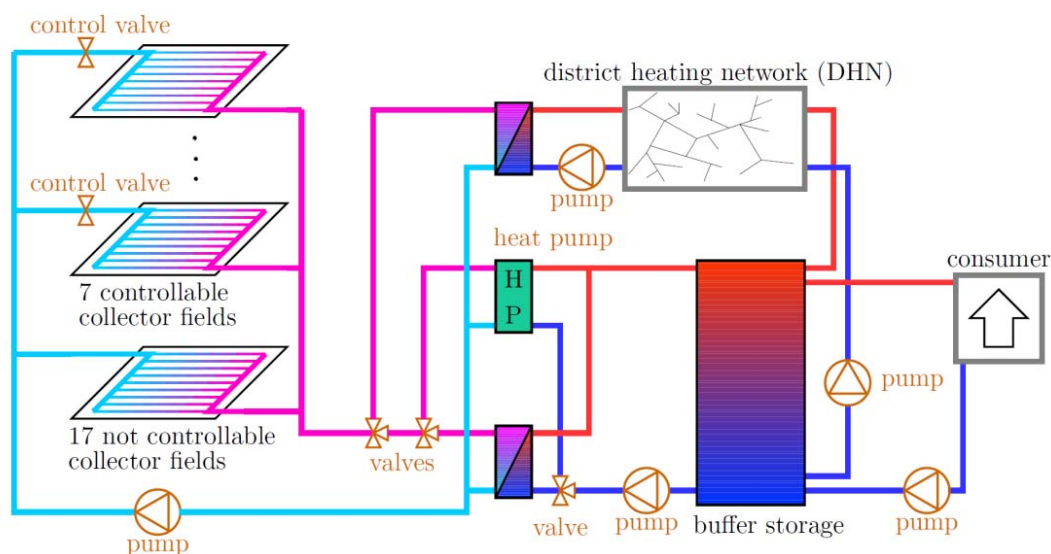 control valve
district heating network (DHN)
control valve
pump
heat pump
7 controllable
collector fields
H
P
consumer
17 not controllable
collector fields
valves
pump
pump
valve
pump
buffer storage
pump